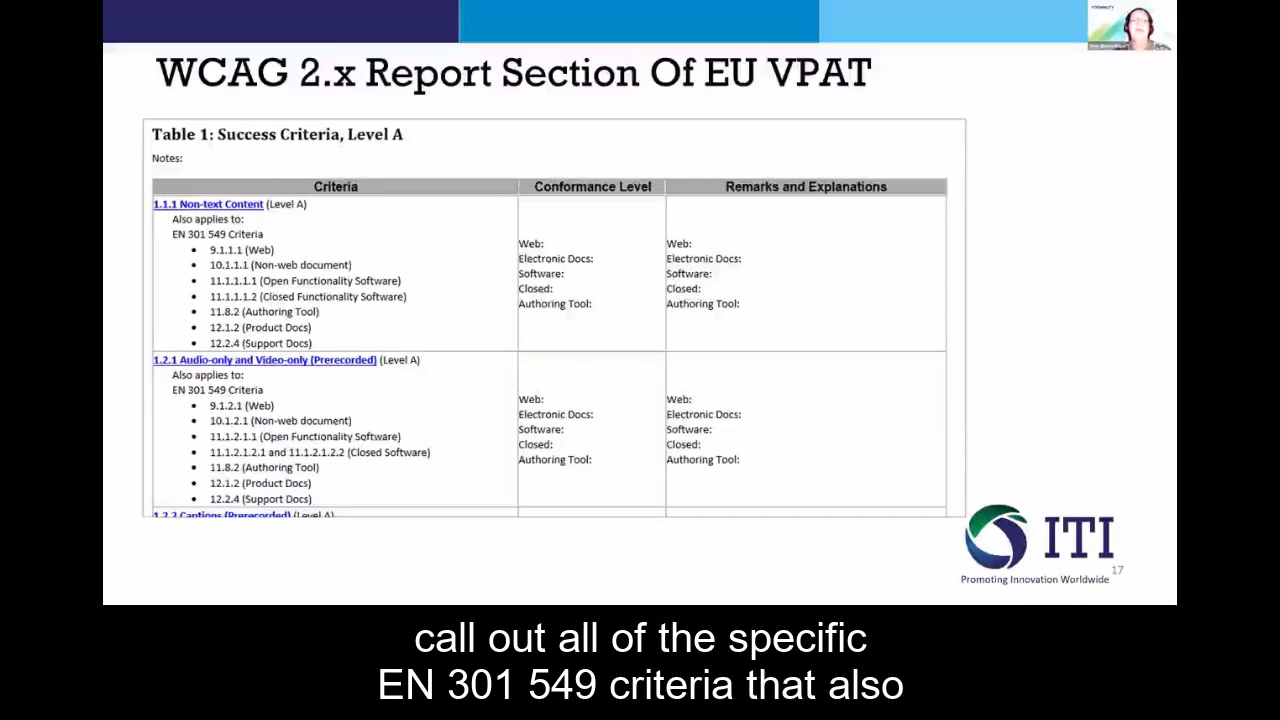 WCAG 2.x Report Section Of EU VPAT
Table 1: Success Criteria, Level A
Notes:
Criteria
Conformance Level
Remarks and Explanations
1.1.1 Non-text Content (Level A)
Also applies to:
EN 301 549 Criteria
• 9.1.1.1 (Web)
• 10.1.1.1 (Non-web document)
• 11.1.1.1.1 (Open Functionality Software)
• 11.1.1.1.2 (Closed Functionality Software)
• 11.8.2 (Authoring Tool)
• 12.1.2 (Product Docs)
• 12.2.4 (Support Docs)
Web:
Electronic Docs:
Software:
Closed:
Authoring Tool:
Web:
Electronic Docs:
Software:
Closed:
Authoring Tool:
1.2.1 Audio-only and Video-only (Prerecorded) (Level A)
Also applies to:
EN 301 549 Criteria
• 9.1.2.1 (Web)
• 10.1.2.1 (Non-web document)
• 11.1.2.1.1 (Open Functionality Software)
• 11.1.2.1.2.1 and 11.1.2.1.2.2 (Closed Software)
• 11.8.2 (Authoring Tool)
• 12.1.2 (Product Docs)
• 12.2.4 (Support Docs)
Web:
Electronic Docs:
Software:
Closed:
Authoring Tool:
Web:
Electronic Docs:
Software:
Closed:
Authoring Tool:
1.2.2 Captions (Prerecorded) (Level A)
ITI
Promoting Innovation Worldwide
17
call out all of the specific
EN 301 549 criteria that also